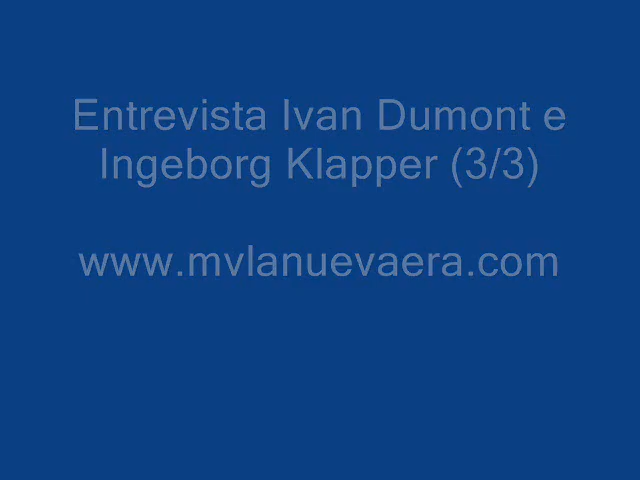 Entrevista Ivan Dumont e
Ingeborg Klapper (3/3)
www.mvlanuevaera.com